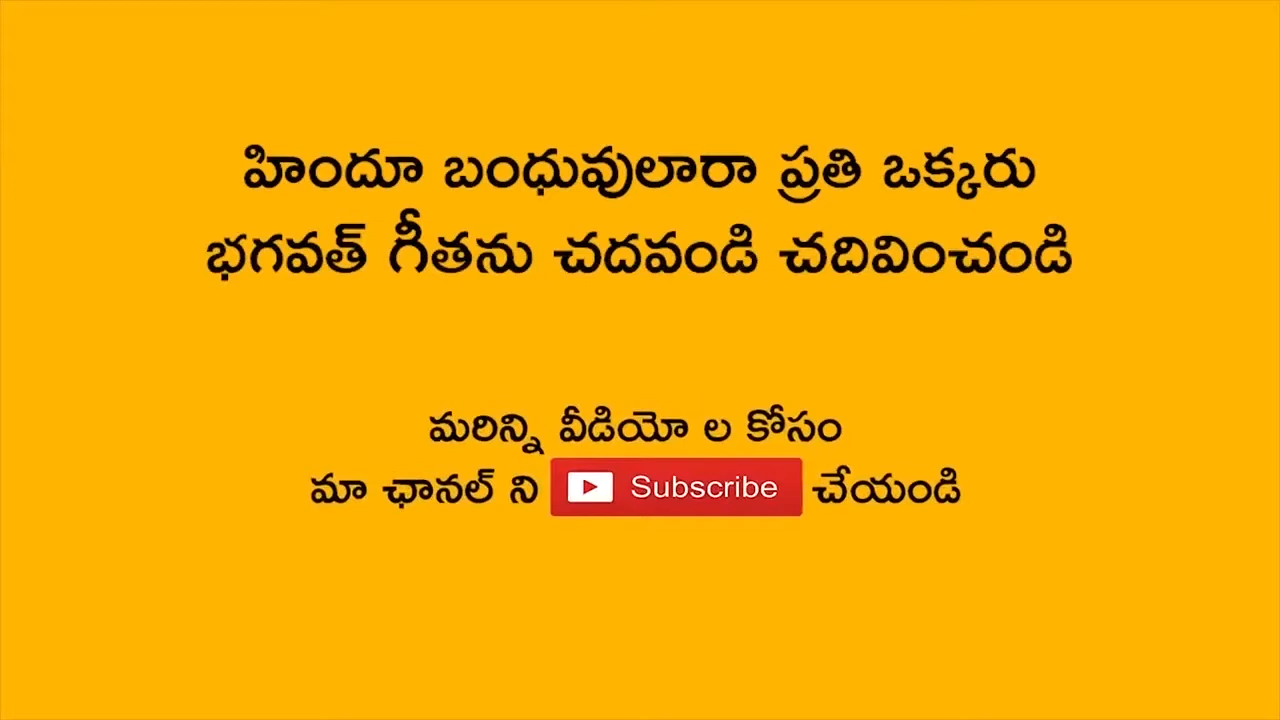 హిందూ బంధువులారా ప్రతి ఒక్కరు
భగవత్ గీతను చదవండి చదివించండి
మరిన్ని వీడియో ల కోసం
మా ఛానల్ ని Subscribe చేయండి